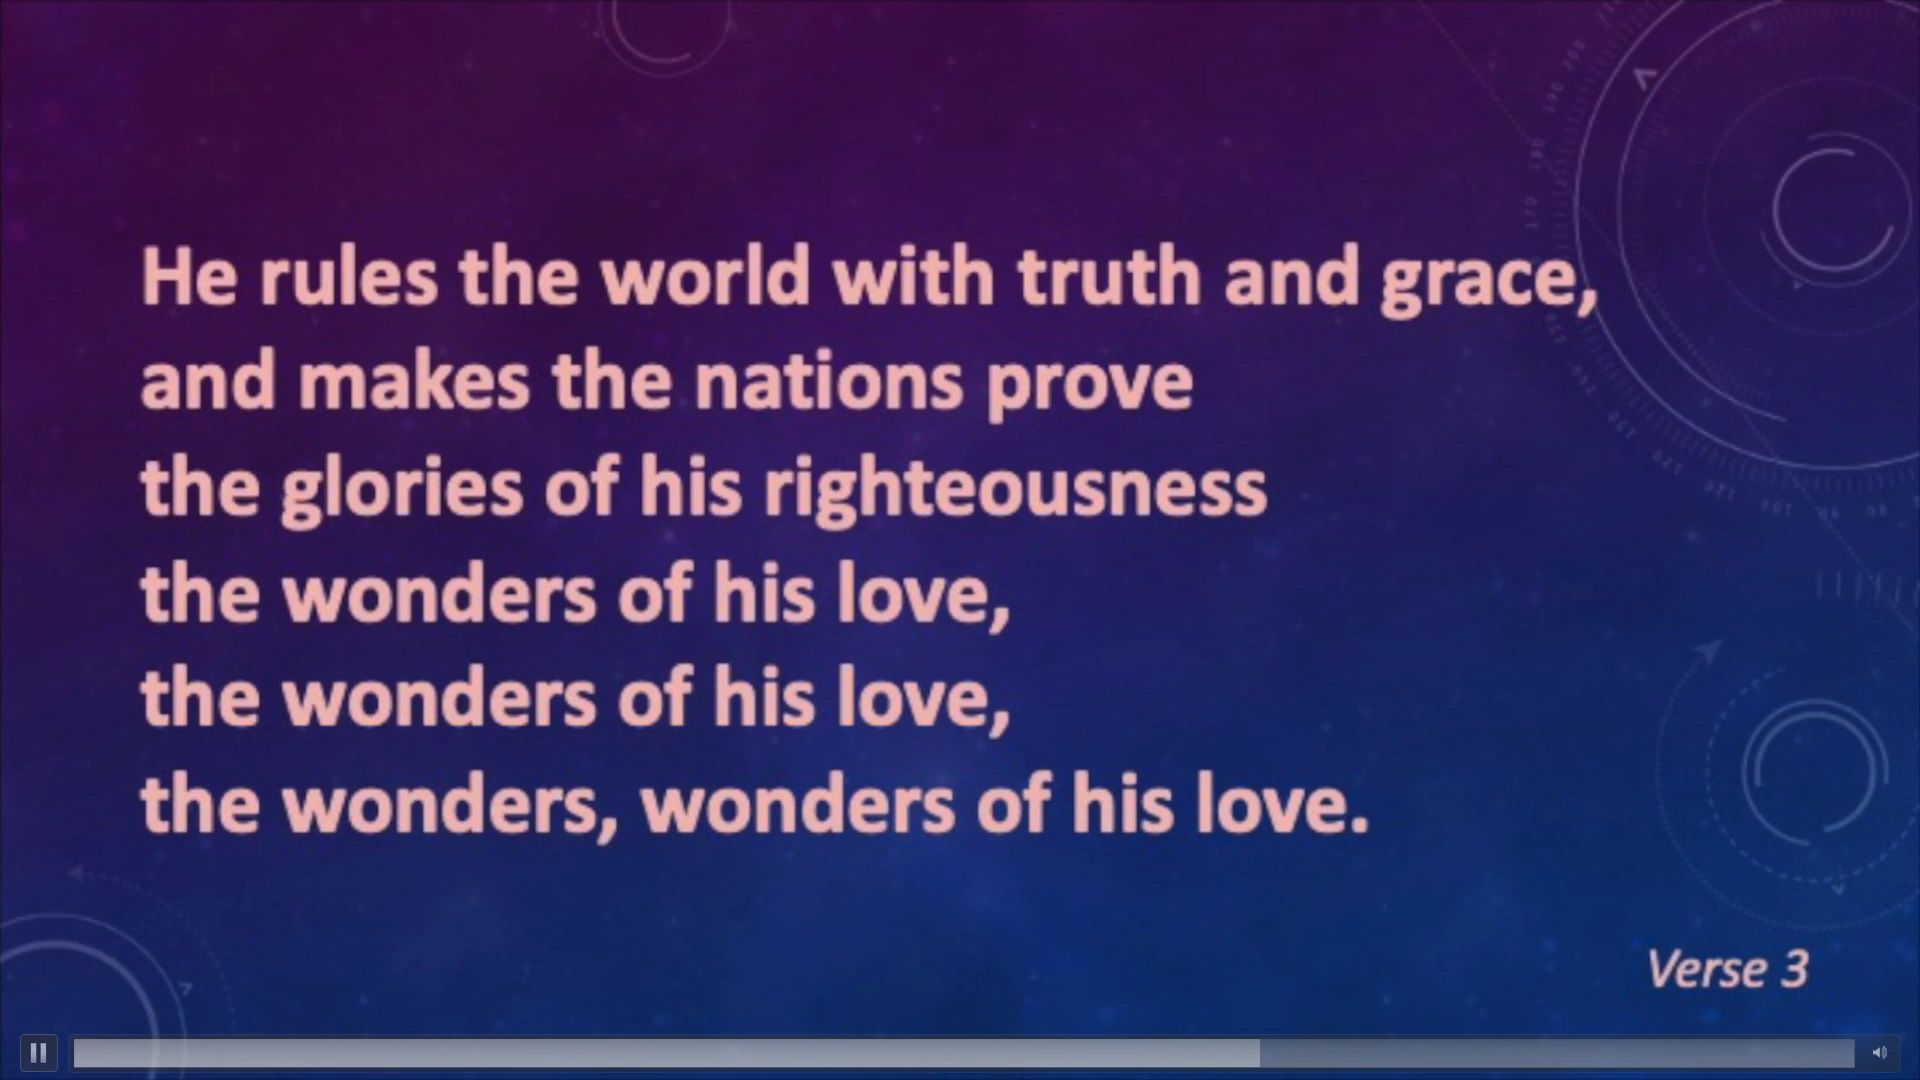 He rules the world with truth and grace,
and makes the nations prove
the glories of his righteousness
the wonders of his love,
the wonders of his love,
the wonders, wonders of his love.
Verse 3